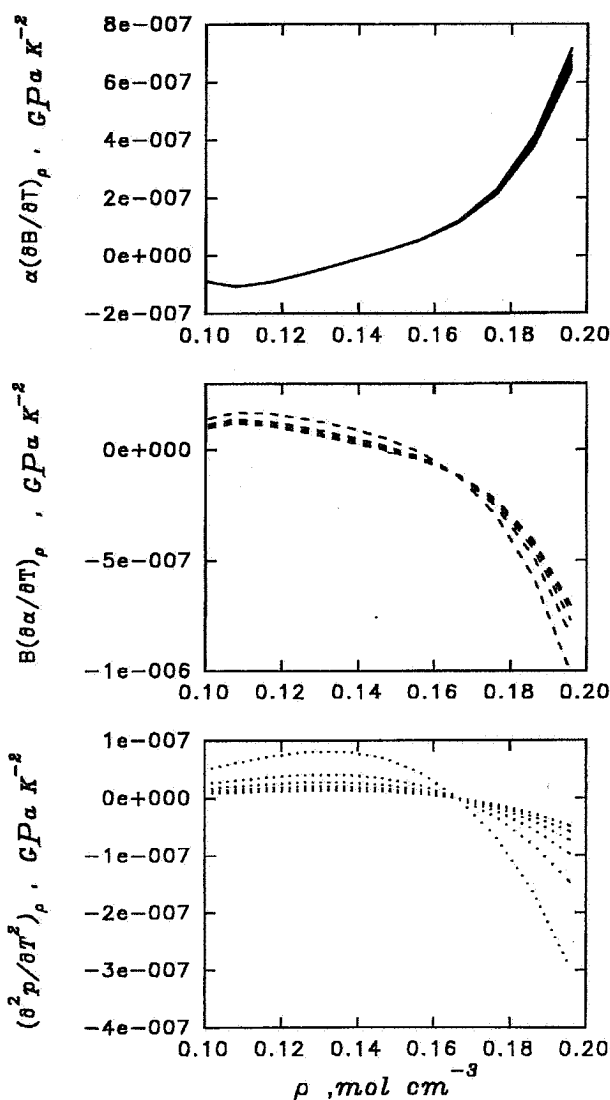 8e-007
6e-007
4e-007
2e-007
0e+000
-2e-007
α(∂B/∂T)ρ , GPa K⁻²
0.10 0.12 0.14 0.16 0.18 0.20
0e+000
-5e-007
-1e-006
B(∂α/∂T)ρ , GPa K⁻²
0.10 0.12 0.14 0.16 0.18 0.20
1e-007
0e+000
-1e-007
-2e-007
-3e-007
-4e-007
(∂²p/∂T²)ρ , GPa K⁻²
0.10 0.12 0.14 0.16 0.18 0.20
ρ ,mol cm⁻³